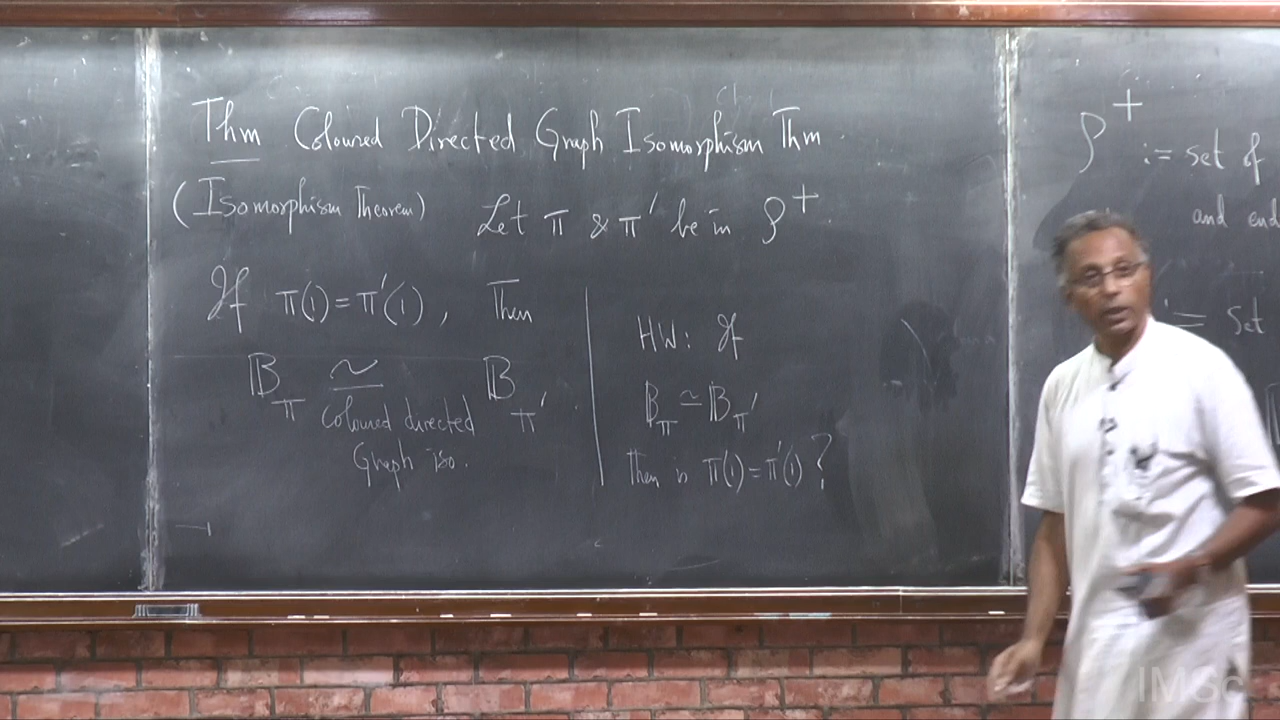 Thm Coloured Directed Graph Isomorphism Thm.
(Isomorphism Theorem) Let π & π' be in P⁺.
If π(1) = π'(1), Then
𝔹_π ≃ 𝔹_π'.
Coloured directed
Graph iso.
HW: If
𝔹_π ≃ 𝔹_π'
then is π(1) = π'(1)?
P⁺ := set of
and end
:= set
IMSc